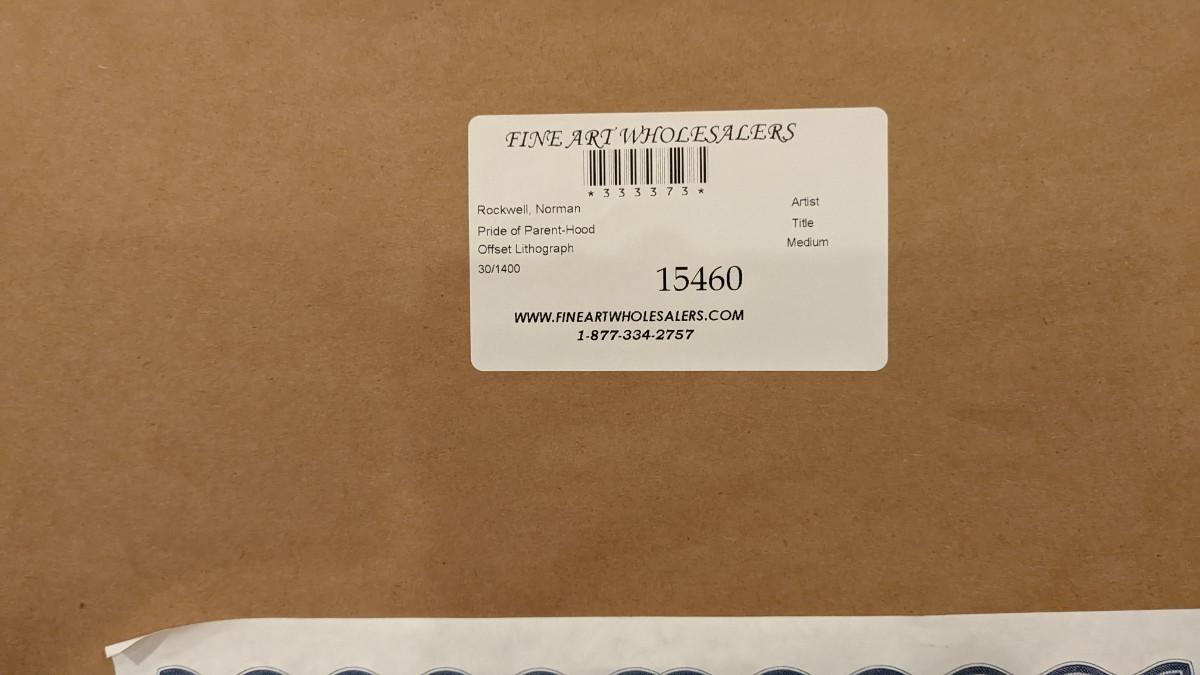 FINE ART WHOLESALERS
*333373*
Rockwell, Norman Artist
Pride of Parent-Hood Title
Offset Lithograph Medium
30/1400
15460
WWW.FINEARTWHOLESALERS.COM
1-877-334-2757